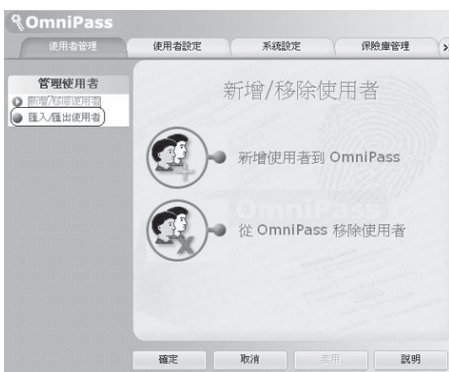 OmniPass
使用者管理
使用者設定
系統設定
保險庫管理
管理使用者
新增/移除使用者
匯入/匯出使用者
新增/移除使用者
新增使用者到 OmniPass
從 OmniPass 移除使用者
確定
取消
套用
說明